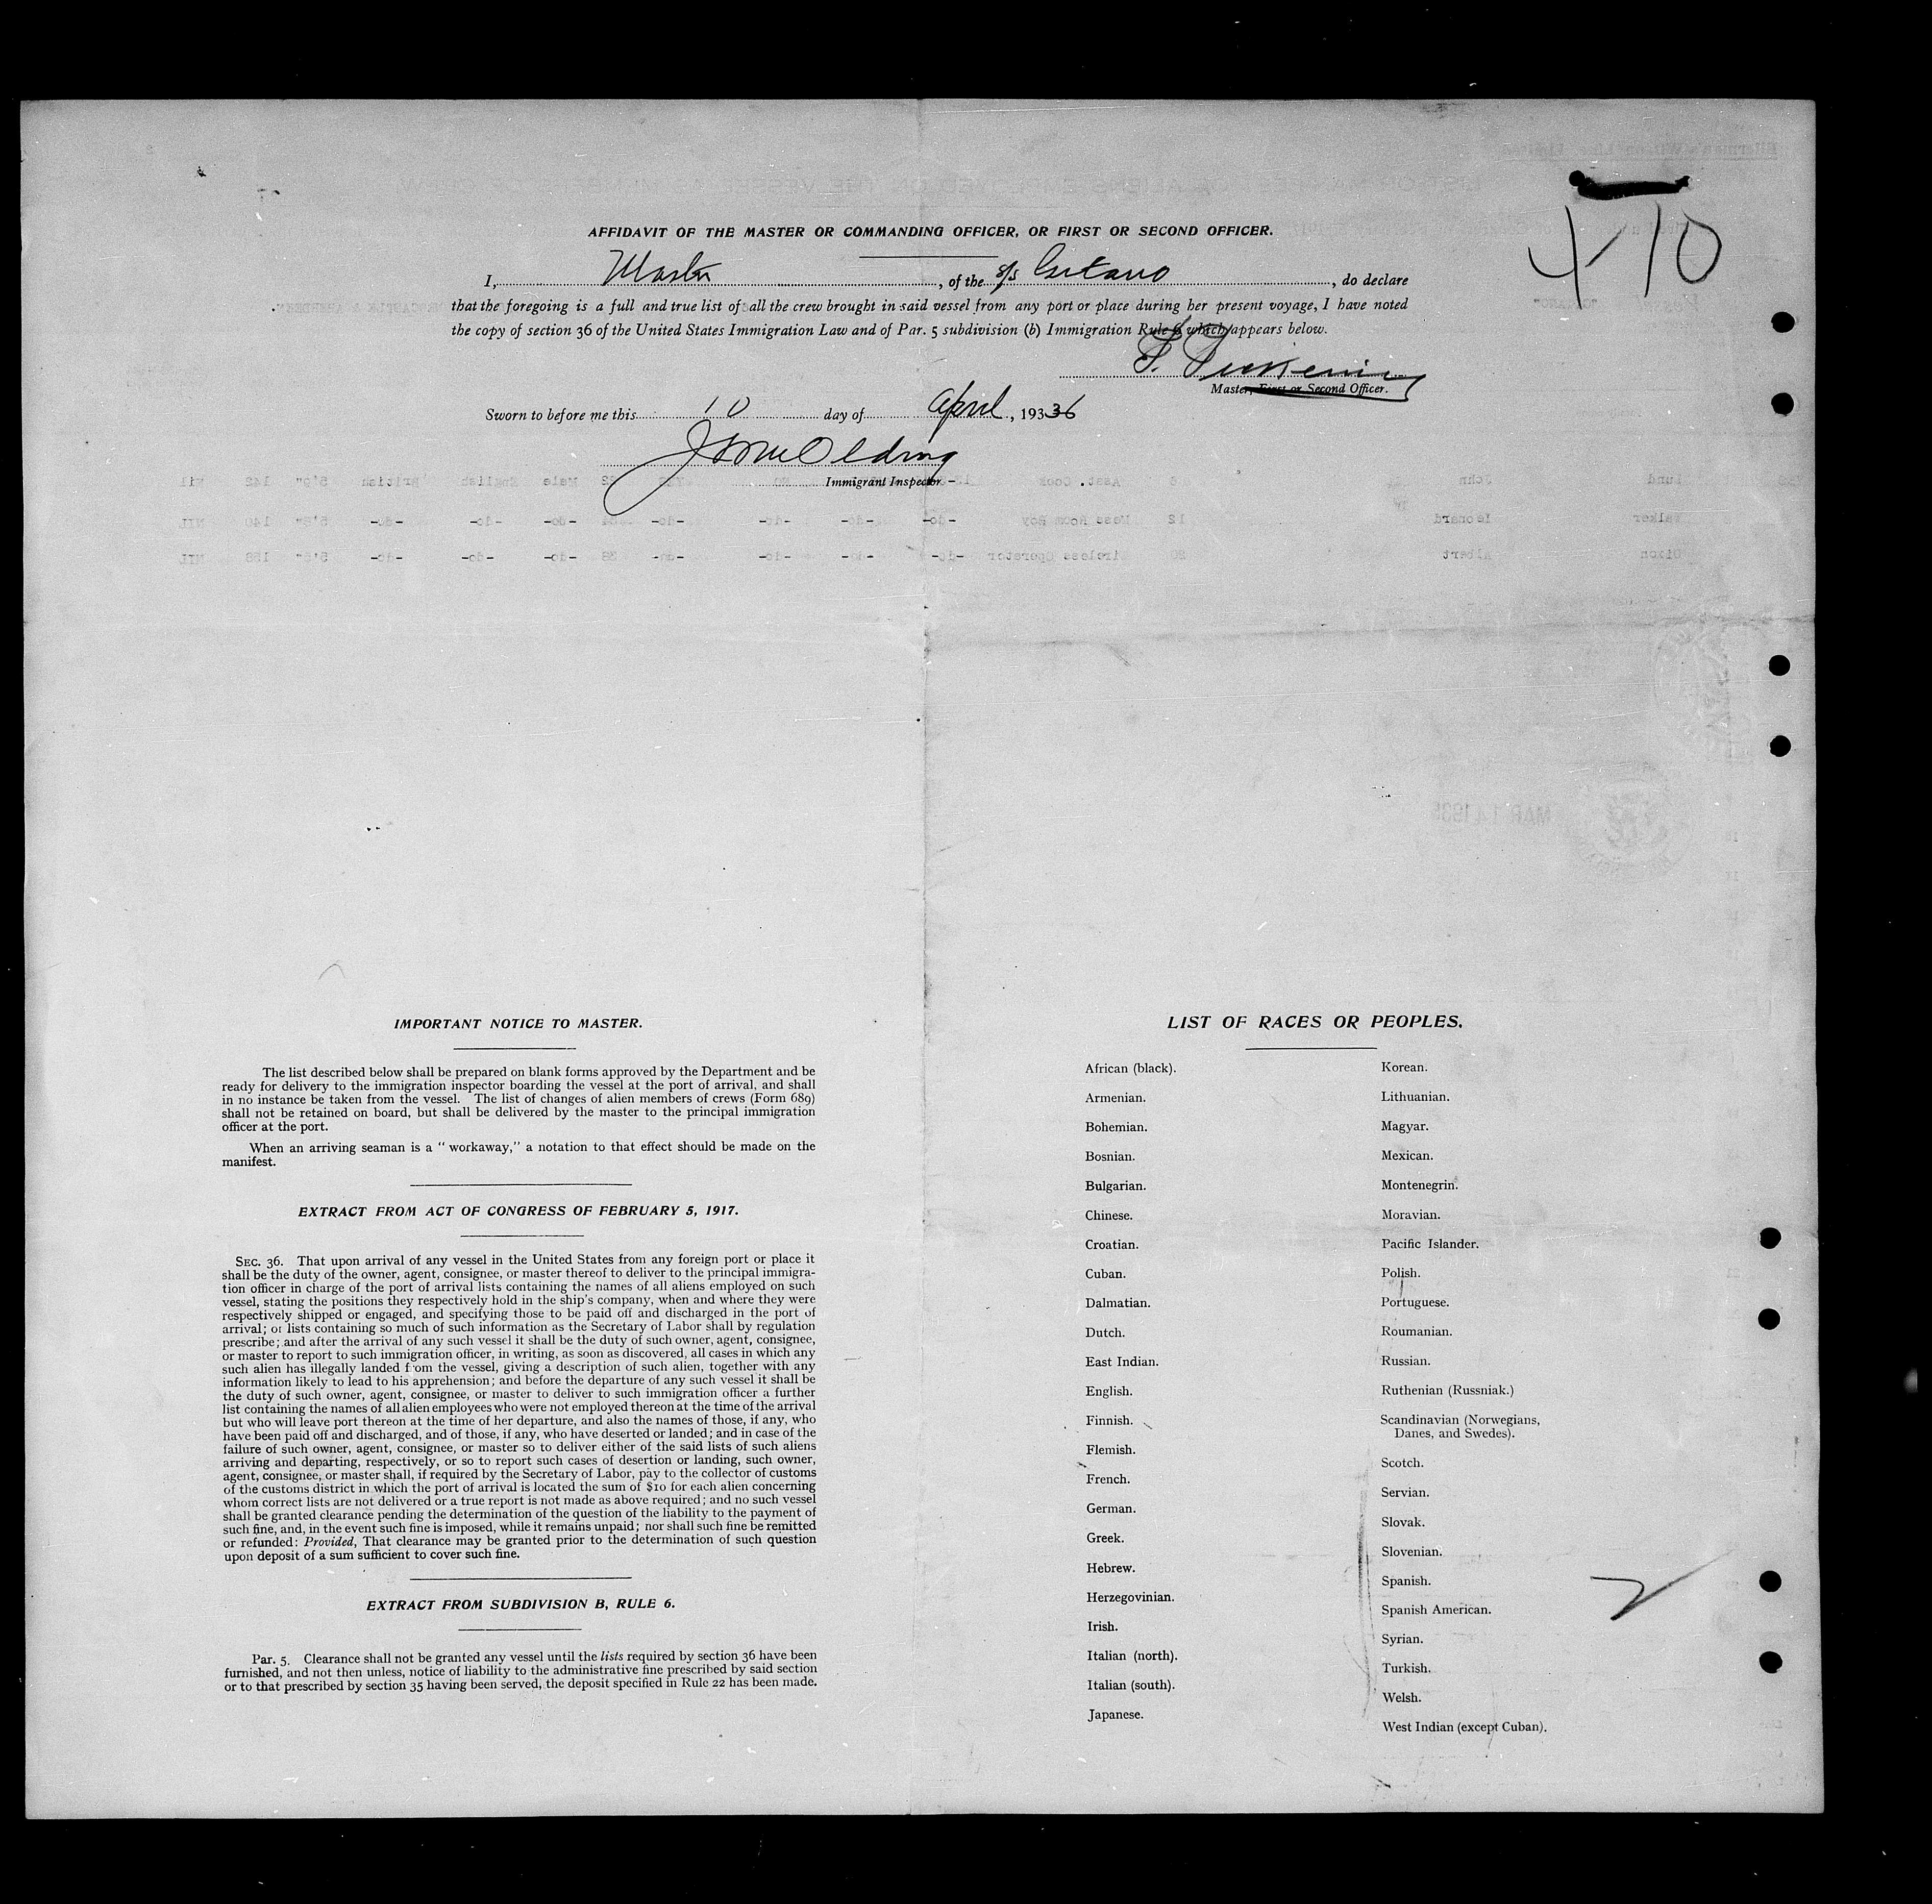 4-10
AFFIDAVIT OF THE MASTER OR COMMANDING OFFICER, OR FIRST OR SECOND OFFICER.
I, Master, of the s/s, do declare
that the foregoing is a full and true list of all the crew brought in said vessel from any port or place during her present voyage, I have noted
the copy of section 36 of the United States Immigration Law and of Par. 5 subdivision (b) Immigration Rule 6 which appears below.
Master, First or Second Officer.
Sworn to before me this 10 day of April, 19336
Immigrant Inspector
IMPORTANT NOTICE TO MASTER.
The list described below shall be prepared on blank forms approved by the Department and be
ready for delivery to the immigration inspector boarding the vessel at the port of arrival, and shall
in no instance be taken from the vessel. The list of changes of alien members of crews (Form 689)
shall not be retained on board, but shall be delivered by the master to the principal immigration
officer at the port.
When an arriving seaman is a " workaway," a notation to that effect should be made on the
manifest.
EXTRACT FROM ACT OF CONGRESS OF FEBRUARY 5, 1917.
SEC. 36. That upon arrival of any vessel in the United States from any foreign port or place it
shall be the duty of the owner, agent, consignee, or master thereof to deliver to the principal immigra-
tion officer in charge of the port of arrival lists containing the names of all aliens employed on such
vessel, stating the positions they respectively hold in the ship's company, when and where they were
respectively shipped or engaged, and specifying those to be paid off and discharged in the port of
arrival; or lists containing so much of such information as the Secretary of Labor shall by regulation
prescribe; and after the arrival of any such vessel it shall be the duty of such owner, agent, consignee,
or master to report to such immigration officer, in writing, as soon as discovered, all cases in which any
such alien has illegally landed from the vessel, giving a description of such alien, together with any
information likely to lead to his apprehension; and before the departure of any such vessel it shall be
the duty of such owner, agent, consignee, or master to deliver to such immigration officer a further
list containing the names of all alien employees who were not employed thereon at the time of the arrival
but who will leave port thereon at the time of her departure, and also the names of those, if any, who
have been paid off and discharged, and of those, if any, who have deserted or landed; and in case of the
failure of such owner, agent, consignee, or master so to deliver either of the said lists of such aliens
arriving and departing, respectively, or so to report such cases of desertion or landing, such owner,
agent, consignee, or master shall, if required by the Secretary of Labor, pay to the collector of customs
of the customs district in which the port of arrival is located the sum of $10 for each alien concerning
whom correct lists are not delivered or a true report is not made as above required; and no such vessel
shall be granted clearance pending the determination of the question of the liability to the payment of
such fine, and, in the event such fine is imposed, while it remains unpaid; nor shall such fine be remitted
or refunded: Provided, That clearance may be granted prior to the determination of such question
upon deposit of a sum sufficient to cover such fine.
EXTRACT FROM SUBDIVISION B, RULE 6.
Par. 5. Clearance shall not be granted any vessel until the lists required by section 36 have been
furnished, and not then unless, notice of liability to the administrative fine prescribed by said section
or to that prescribed by section 35 having been served, the deposit specified in Rule 22 has been made.
LIST OF RACES OR PEOPLES.
African (black).
Armenian.
Bohemian.
Bosnian.
Bulgarian.
Chinese.
Croatian.
Cuban.
Dalmatian.
Dutch.
East Indian.
English.
Finnish.
Flemish.
French.
German.
Greek.
Hebrew.
Herzegovinian.
Irish.
Italian (north).
Italian (south).
Japanese.
Korean.
Lithuanian.
Magyar.
Mexican.
Montenegrin.
Moravian.
Pacific Islander.
Polish.
Portuguese.
Roumanian.
Russian.
Ruthenian (Russniak.)
Scandinavian (Norwegians,
Danes, and Swedes).
Scotch.
Servian.
Slovak.
Slovenian.
Spanish.
Spanish American.
Syrian.
Turkish.
Welsh.
West Indian (except Cuban).